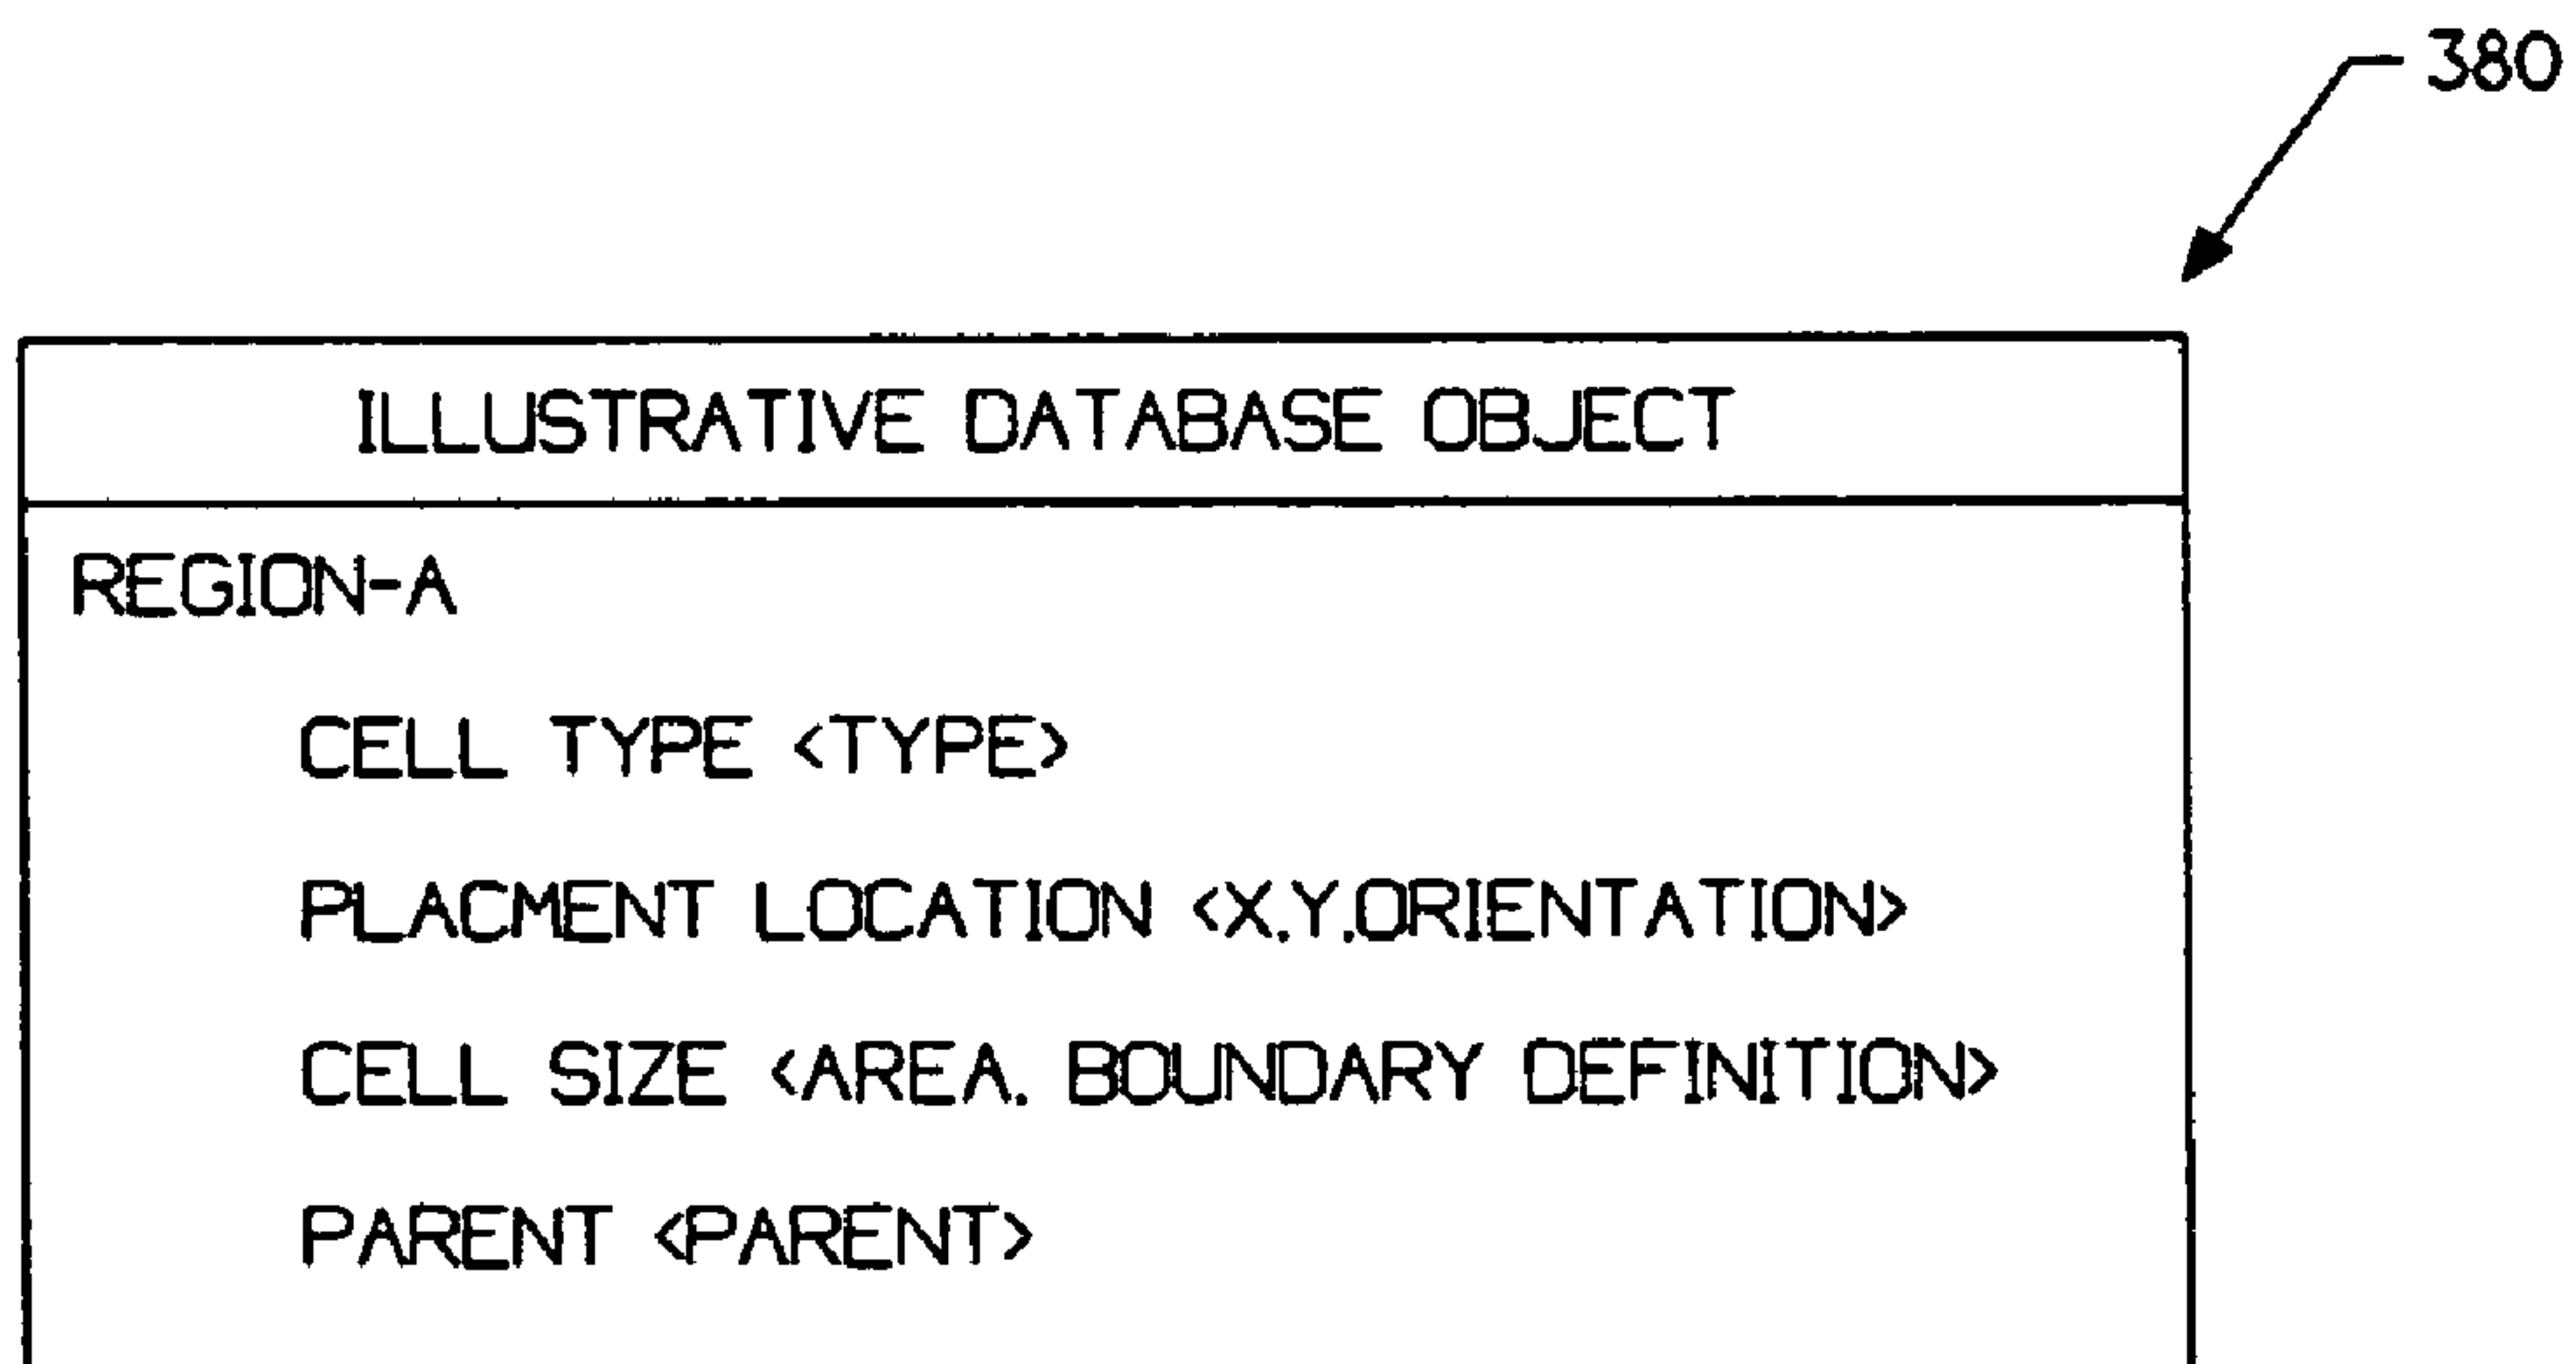 380
ILLUSTRATIVE DATABASE OBJECT
REGION-A
CELL TYPE <TYPE>
PLACMENT LOCATION <X,Y,ORIENTATION>
CELL SIZE <AREA, BOUNDARY DEFINITION>
PARENT <PARENT>